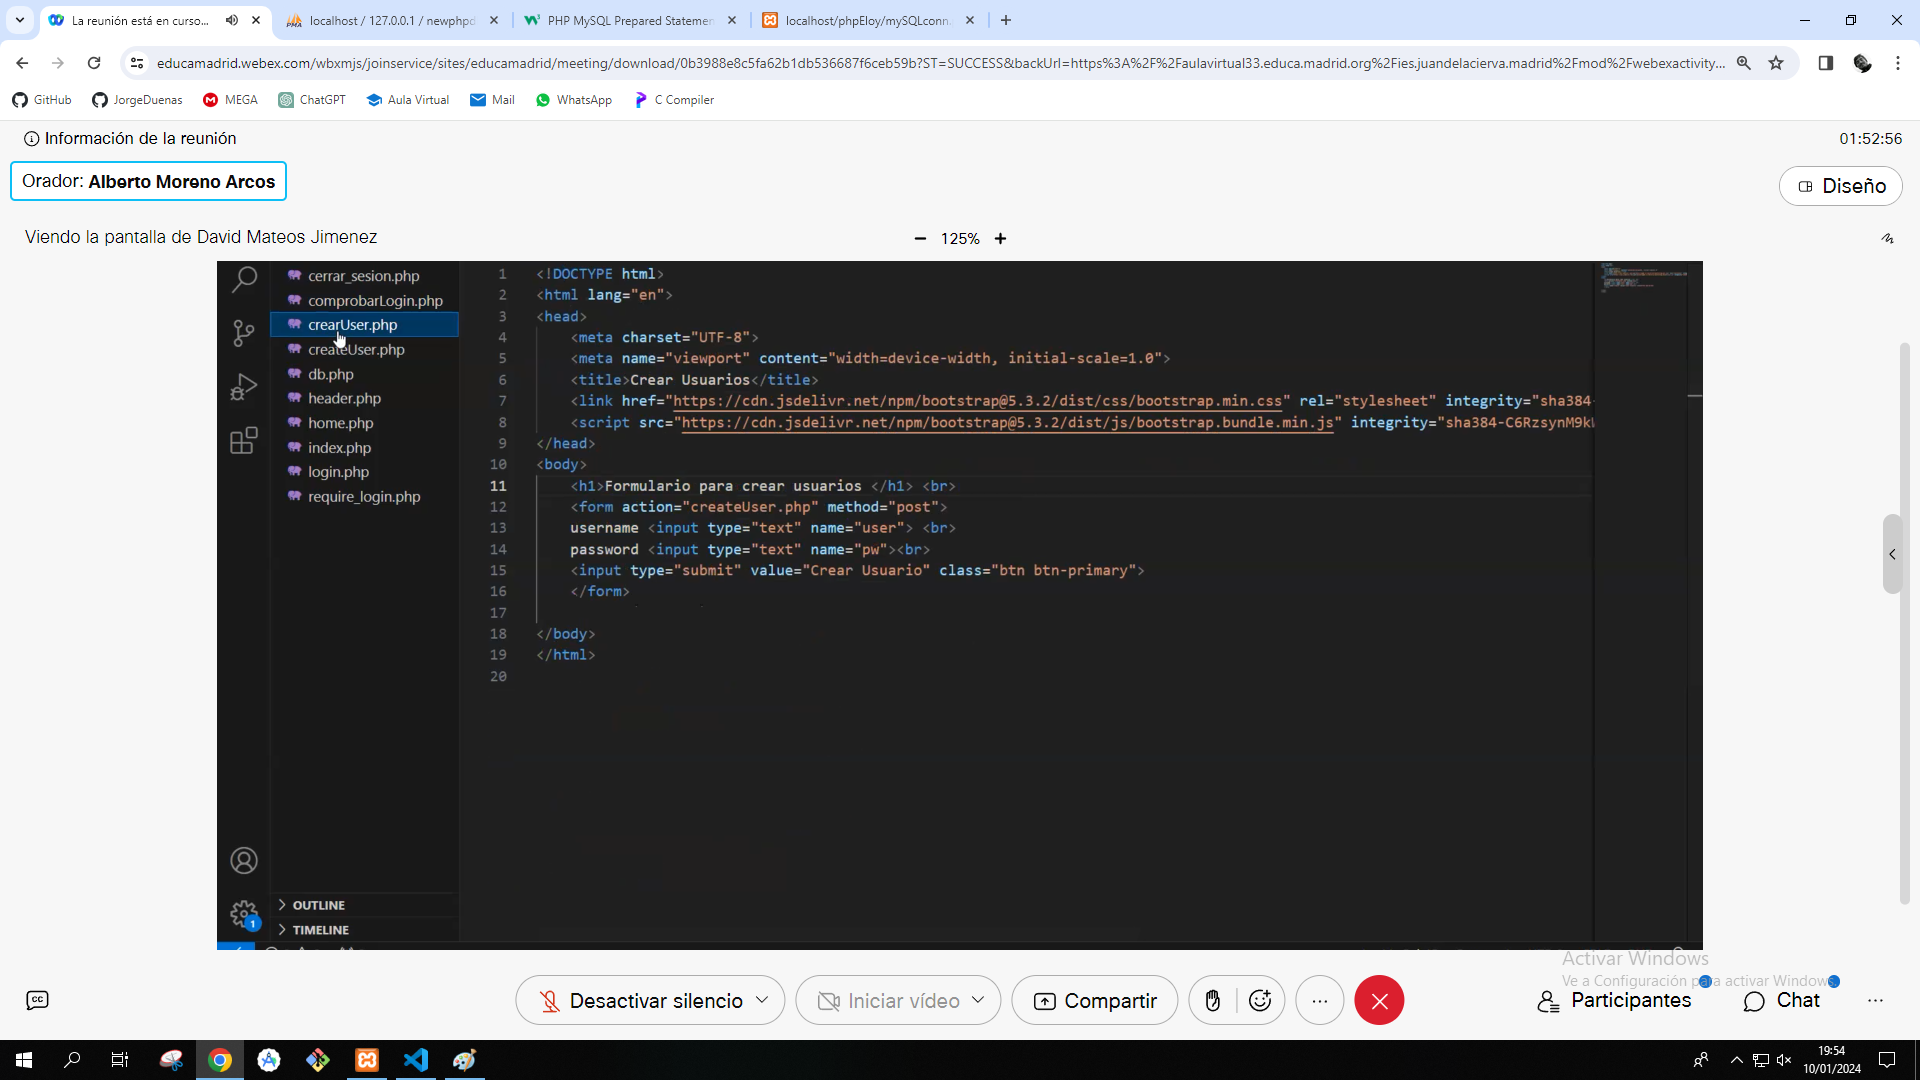 La reunión está en curso...
localhost / 127.0.0.1 / newphpd
PHP MySQL Prepared Statemen
localhost/phpEloy/mySQLconn.
educamadrid.webex.com/wbxmjs/joinservice/sites/educamadrid/meeting/download/0b3988e8c5fa62b1db536687f6ceb59b?ST=SUCCESS&backUrl=https%3A%2F%2Faulavirtual33.educa.madrid.org%2Fies.juandelacierva.madrid%2Fmod%2Fwebexactivity...
GitHub JorgeDuenas MEGA ChatGPT Aula Virtual Mail WhatsApp C Compiler
Información de la reunión
01:52:56
Orador: Alberto Moreno Arcos
Diseño
Viendo la pantalla de David Mateos Jimenez
125%
cerrar_sesion.php
comprobarLogin.php
crearUser.php
createUser.php
db.php
header.php
home.php
index.php
login.php
require_login.php
OUTLINE
TIMELINE
1
1 <!DOCTYPE html>
2 <html lang="en">
3 <head>
4 <meta charset="UTF-8">
5 <meta name="viewport" content="width=device-width, initial-scale=1.0">
6 <title>Crear Usuarios</title>
7 <link href="https://cdn.jsdelivr.net/npm/bootstrap@5.3.2/dist/css/bootstrap.min.css" rel="stylesheet" integrity="sha384-
8 <script src="https://cdn.jsdelivr.net/npm/bootstrap@5.3.2/dist/js/bootstrap.bundle.min.js" integrity="sha384-C6RzsynM9k
9 </head>
10 <body>
11 <h1>Formulario para crear usuarios </h1> <br>
12 <form action="createUser.php" method="post">
13 username <input type="text" name="user"> <br>
14 password <input type="text" name="pw"><br>
15 <input type="submit" value="Crear Usuario" class="btn btn-primary">
16 </form>
17
18 </body>
19 </html>
20
Activar Windows
Ve a Configuración para activar Windows.
Desactivar silencio
Iniciar vídeo
Compartir
Participantes
Chat
19:54
10/01/2024